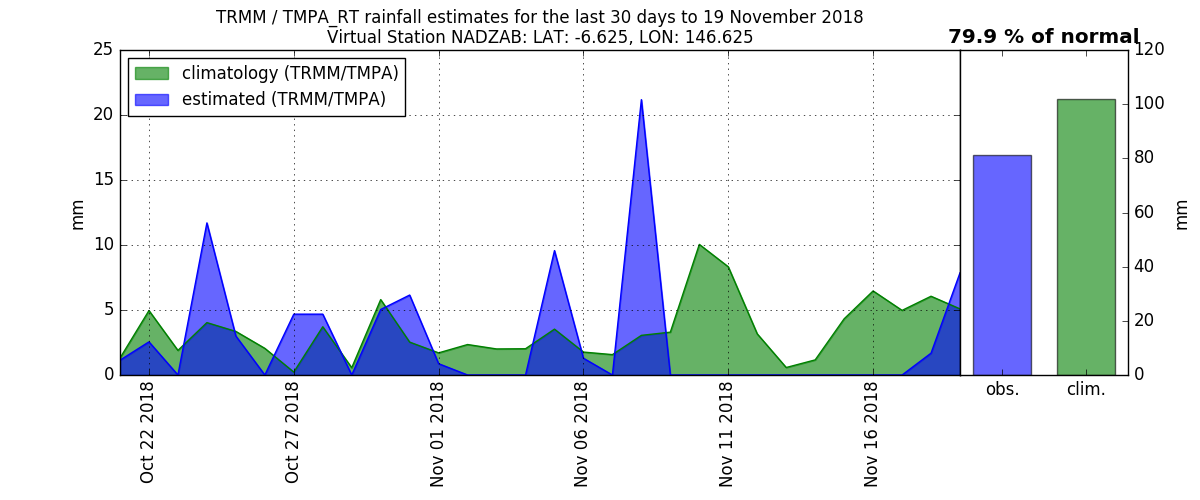 TRMM / TMPA_RT rainfall estimates for the last 30 days to 19 November 2018
Virtual Station NADZAB: LAT: -6.625, LON: 146.625
79.9 % of normal
climatology (TRMM/TMPA)
estimated (TRMM/TMPA)
25
20
15
10
5
0
mm
Oct 22 2018
Oct 27 2018
Nov 01 2018
Nov 06 2018
Nov 11 2018
Nov 16 2018
obs.
clim.
120
100
80
60
40
20
0
mm